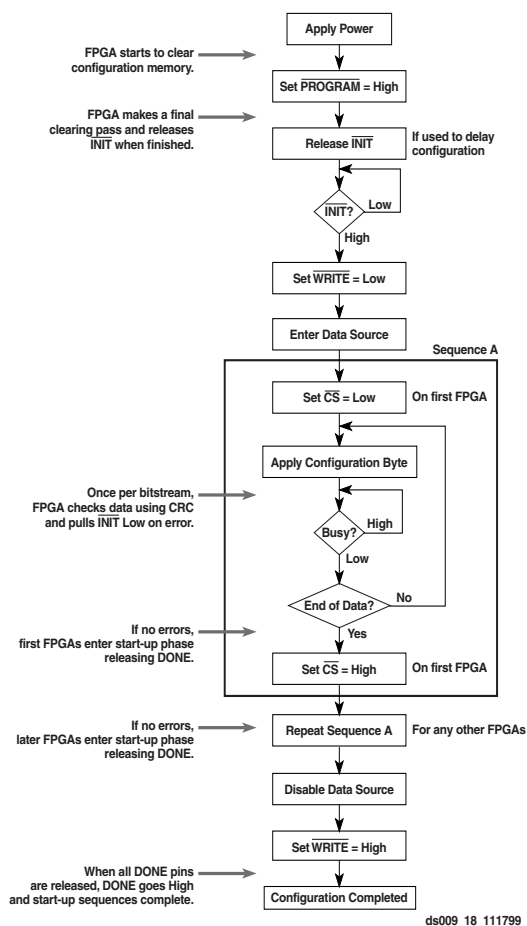 Apply Power
FPGA starts to clear
configuration memory.
Set PROGRAM = High
FPGA makes a final
clearing pass and releases
INIT when finished.
Release INIT
If used to delay
configuration
INIT?
Low
High
Set WRITE = Low
Enter Data Source
Sequence A
Set CS = Low
On first FPGA
Apply Configuration Byte
Once per bitstream,
FPGA checks data using CRC
and pulls INIT Low on error.
Busy?
High
Low
End of Data?
No
Yes
If no errors,
first FPGAs enter start-up phase
releasing DONE.
Set CS = High
On first FPGA
If no errors,
later FPGAs enter start-up phase
releasing DONE.
Repeat Sequence A
For any other FPGAs
Disable Data Source
Set WRITE = High
When all DONE pins
are released, DONE goes High
and start-up sequences complete.
Configuration Completed
ds009_18_111799